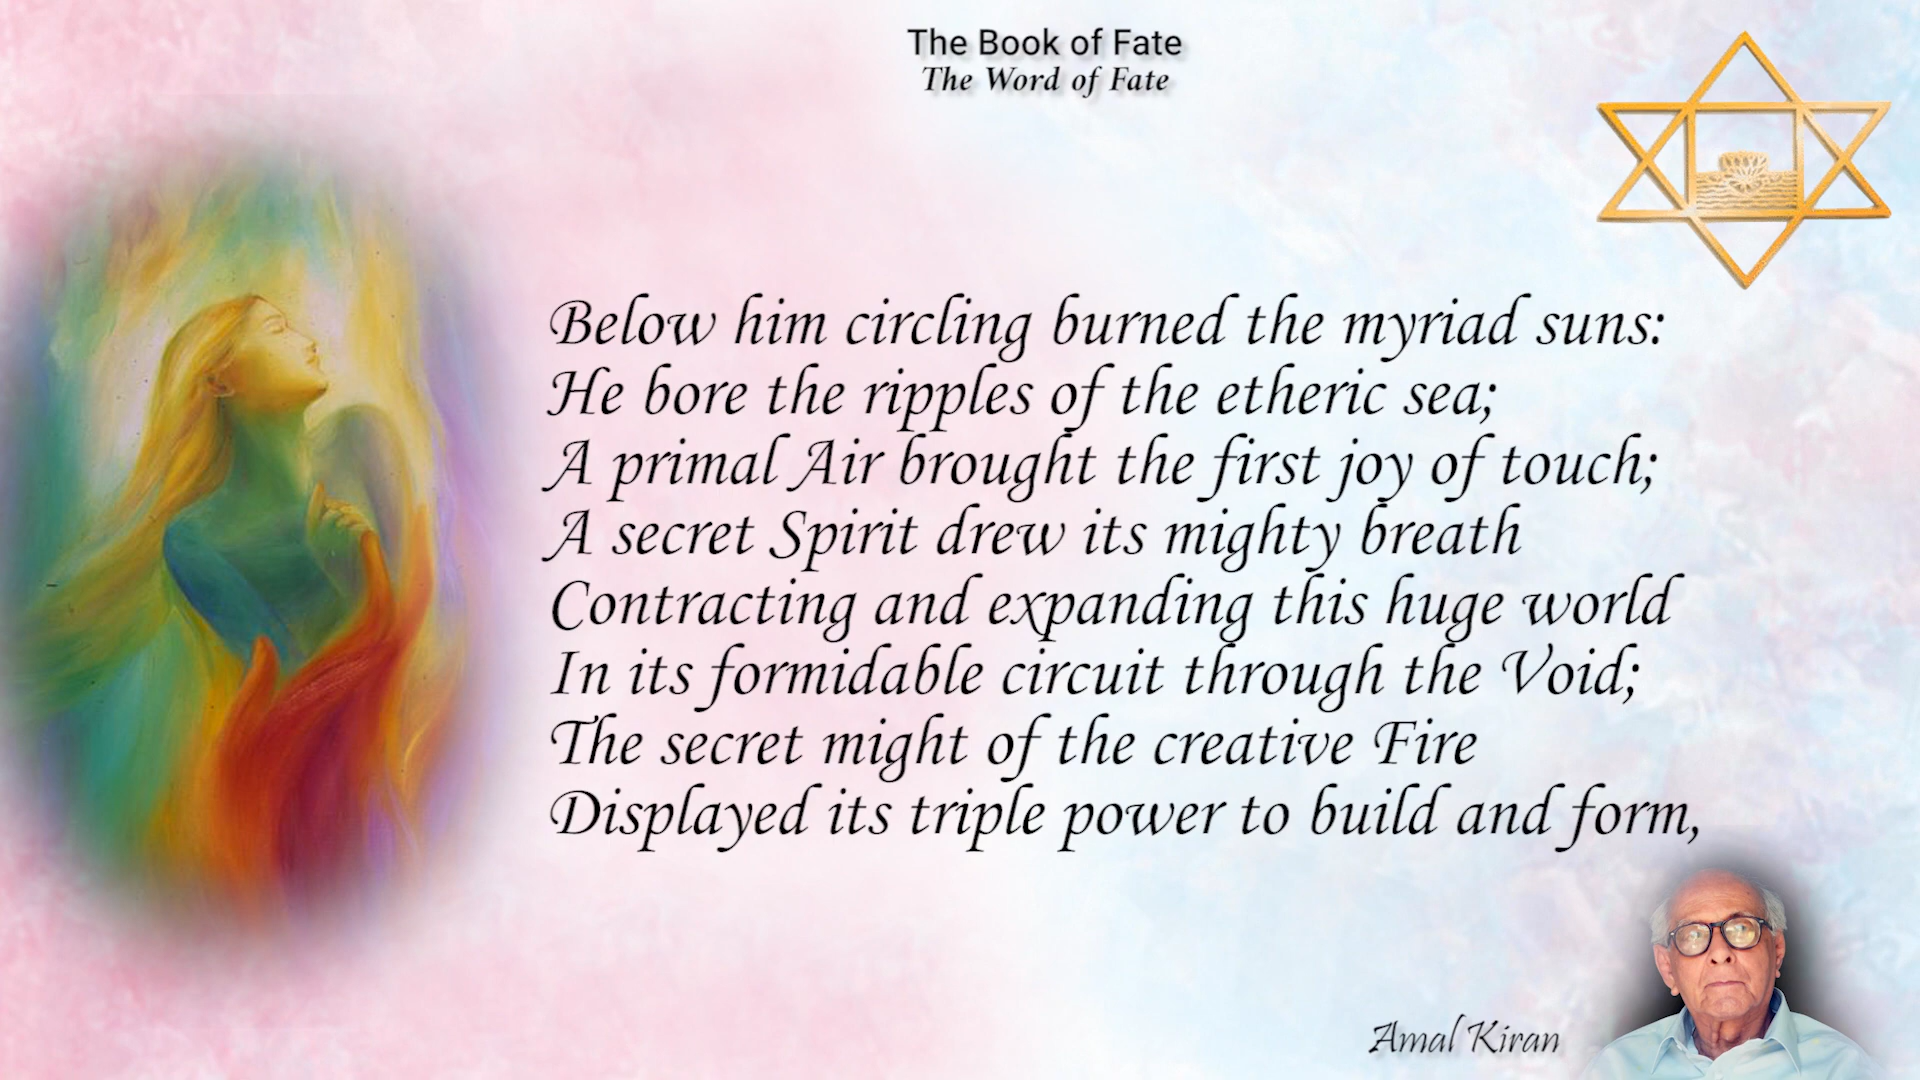 The Book of Fate
The Word of Fate
Below him circling burned the myriad suns:
He bore the ripples of the etheric sea;
A primal Air brought the first joy of touch;
A secret Spirit drew its mighty breath
Contracting and expanding this huge world
In its formidable circuit through the Void;
The secret might of the creative Fire
Displayed its triple power to build and form,
Amal Kiran